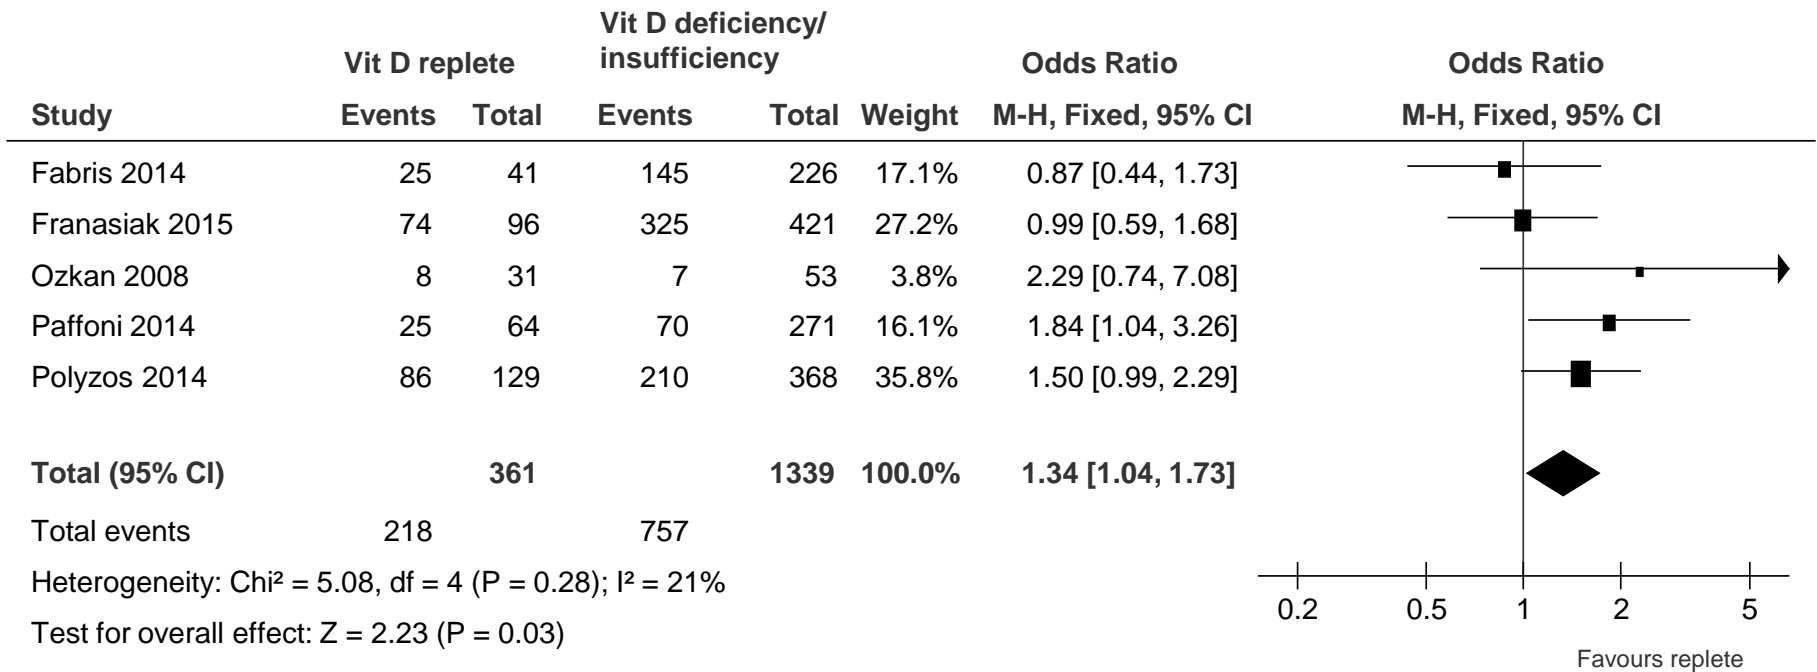 Vit D replete Vit D deficiency/ insufficiency Odds Ratio Odds Ratio
Study Events Total Events Total Weight M-H, Fixed, 95% CI M-H, Fixed, 95% CI
Fabris 2014 25 41 145 226 17.1% 0.87 [0.44, 1.73]
Franasiak 2015 74 96 325 421 27.2% 0.99 [0.59, 1.68]
Ozkan 2008 8 31 7 53 3.8% 2.29 [0.74, 7.08]
Paffoni 2014 25 64 70 271 16.1% 1.84 [1.04, 3.26]
Polyzos 2014 86 129 210 368 35.8% 1.50 [0.99, 2.29]
Total (95% CI) 361 1339 100.0% 1.34 [1.04, 1.73]
Total events 218 757
Heterogeneity: Chi² = 5.08, df = 4 (P = 0.28); I² = 21%
Test for overall effect: Z = 2.23 (P = 0.03)
0.2 0.5 1 2 5
Favours replete